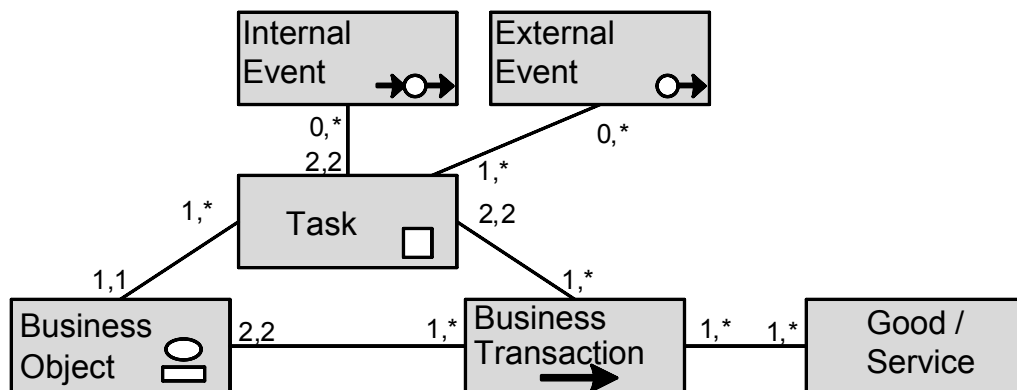 Internal
Event
External
Event
0,*
0,*
2,2
1,*
1,*
Task
2,2
1,1
1,*
Business
Object
2,2
1,*
Business
Transaction
1,*
1,*
Good /
Service